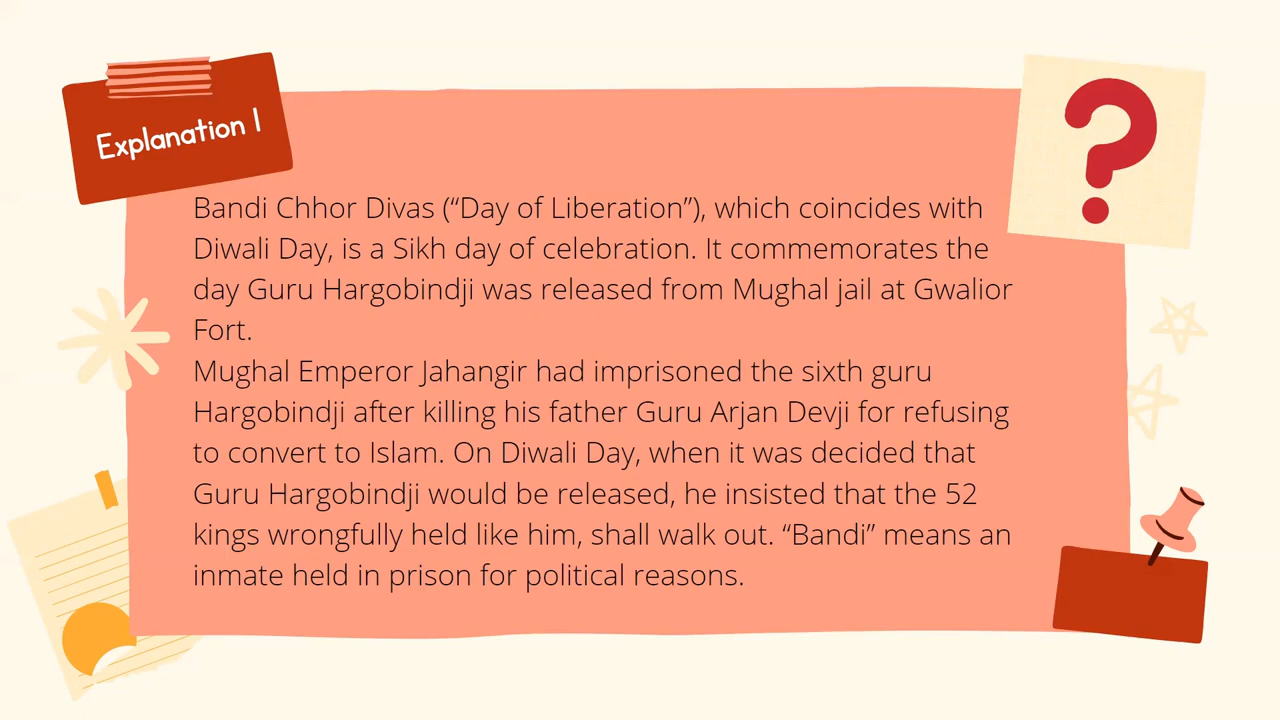 Explanation 1
Bandi Chhor Divas (“Day of Liberation”), which coincides with
Diwali Day, is a Sikh day of celebration. It commemorates the
day Guru Hargobindji was released from Mughal jail at Gwalior
Fort.
Mughal Emperor Jahangir had imprisoned the sixth guru
Hargobindji after killing his father Guru Arjan Devji for refusing
to convert to Islam. On Diwali Day, when it was decided that
Guru Hargobindji would be released, he insisted that the 52
kings wrongfully held like him, shall walk out. “Bandi” means an
inmate held in prison for political reasons.
?